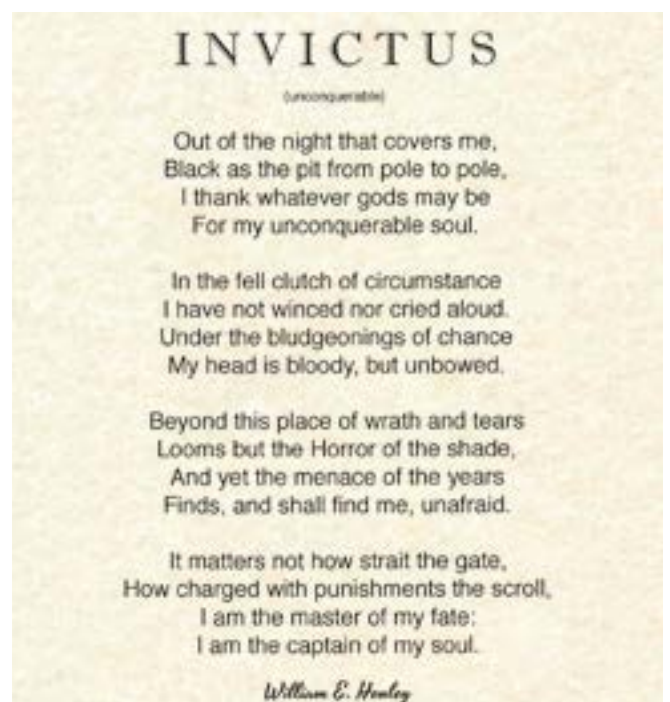 INVICTUS
(unconquerable)
Out of the night that covers me,
Black as the pit from pole to pole,
I thank whatever gods may be
For my unconquerable soul.
In the fell clutch of circumstance
I have not winced nor cried aloud.
Under the bludgeonings of chance
My head is bloody, but unbowed.
Beyond this place of wrath and tears
Looms but the Horror of the shade,
And yet the menace of the years
Finds, and shall find me, unafraid.
It matters not how strait the gate,
How charged with punishments the scroll,
I am the master of my fate:
I am the captain of my soul.
William E. Henley